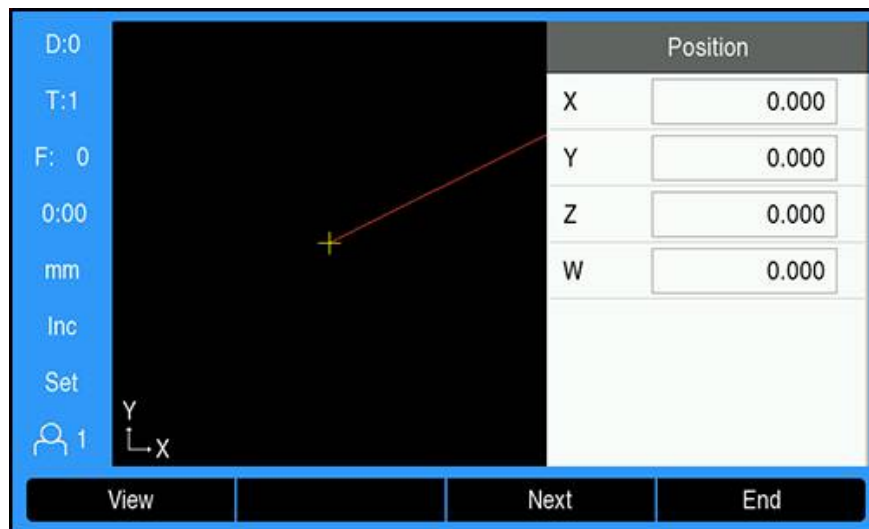 D:0
T:1
F: 0
0:00
mm
Inc
Set
1
Y
X
Position
X 0.000
Y 0.000
Z 0.000
W 0.000
View Next End